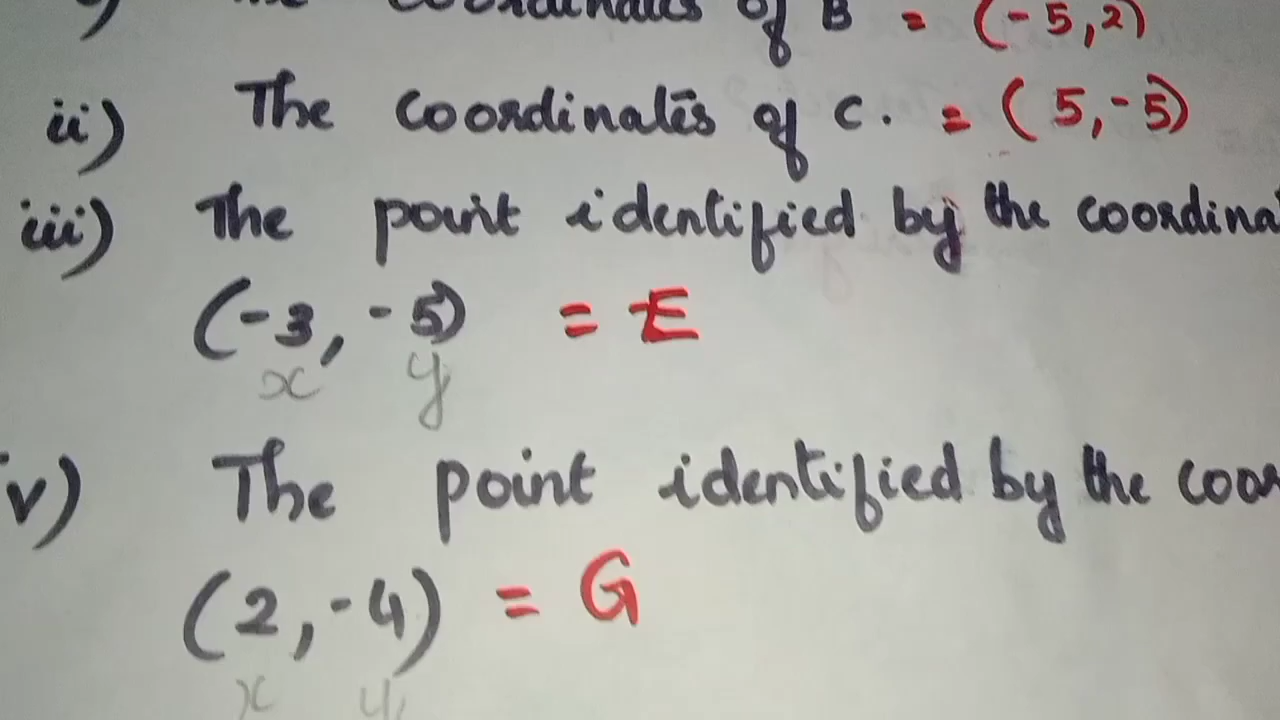 coordinates of B = (-5,2)
ii) The coordinates of C. = (5,-5)
iii) The point identified by the coordina
(-3, -5) = E
x y
iv) The point identified by the coor
(2,-4) = G
x y